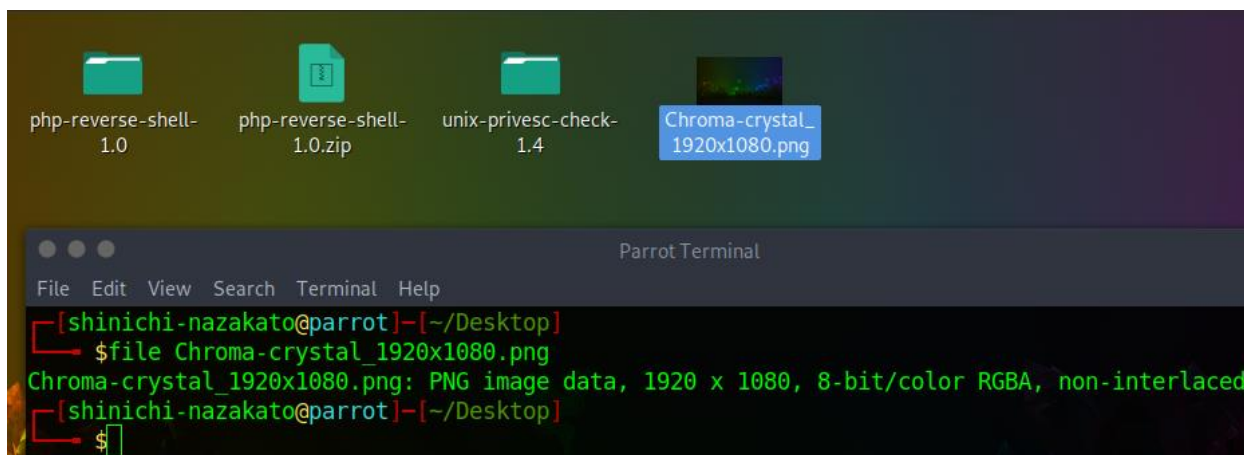 php-reverse-shell-
1.0
php-reverse-shell-
1.0.zip
unix-privesc-check-
1.4
Chroma-crystal_
1920x1080.png
Parrot Terminal
File Edit View Search Terminal Help
┌─[shinichi-nazakato@parrot]─[~/Desktop]
└──╼ $file Chroma-crystal_1920x1080.png
Chroma-crystal_1920x1080.png: PNG image data, 1920 x 1080, 8-bit/color RGBA, non-interlaced
┌─[shinichi-nazakato@parrot]─[~/Desktop]
└──╼ $